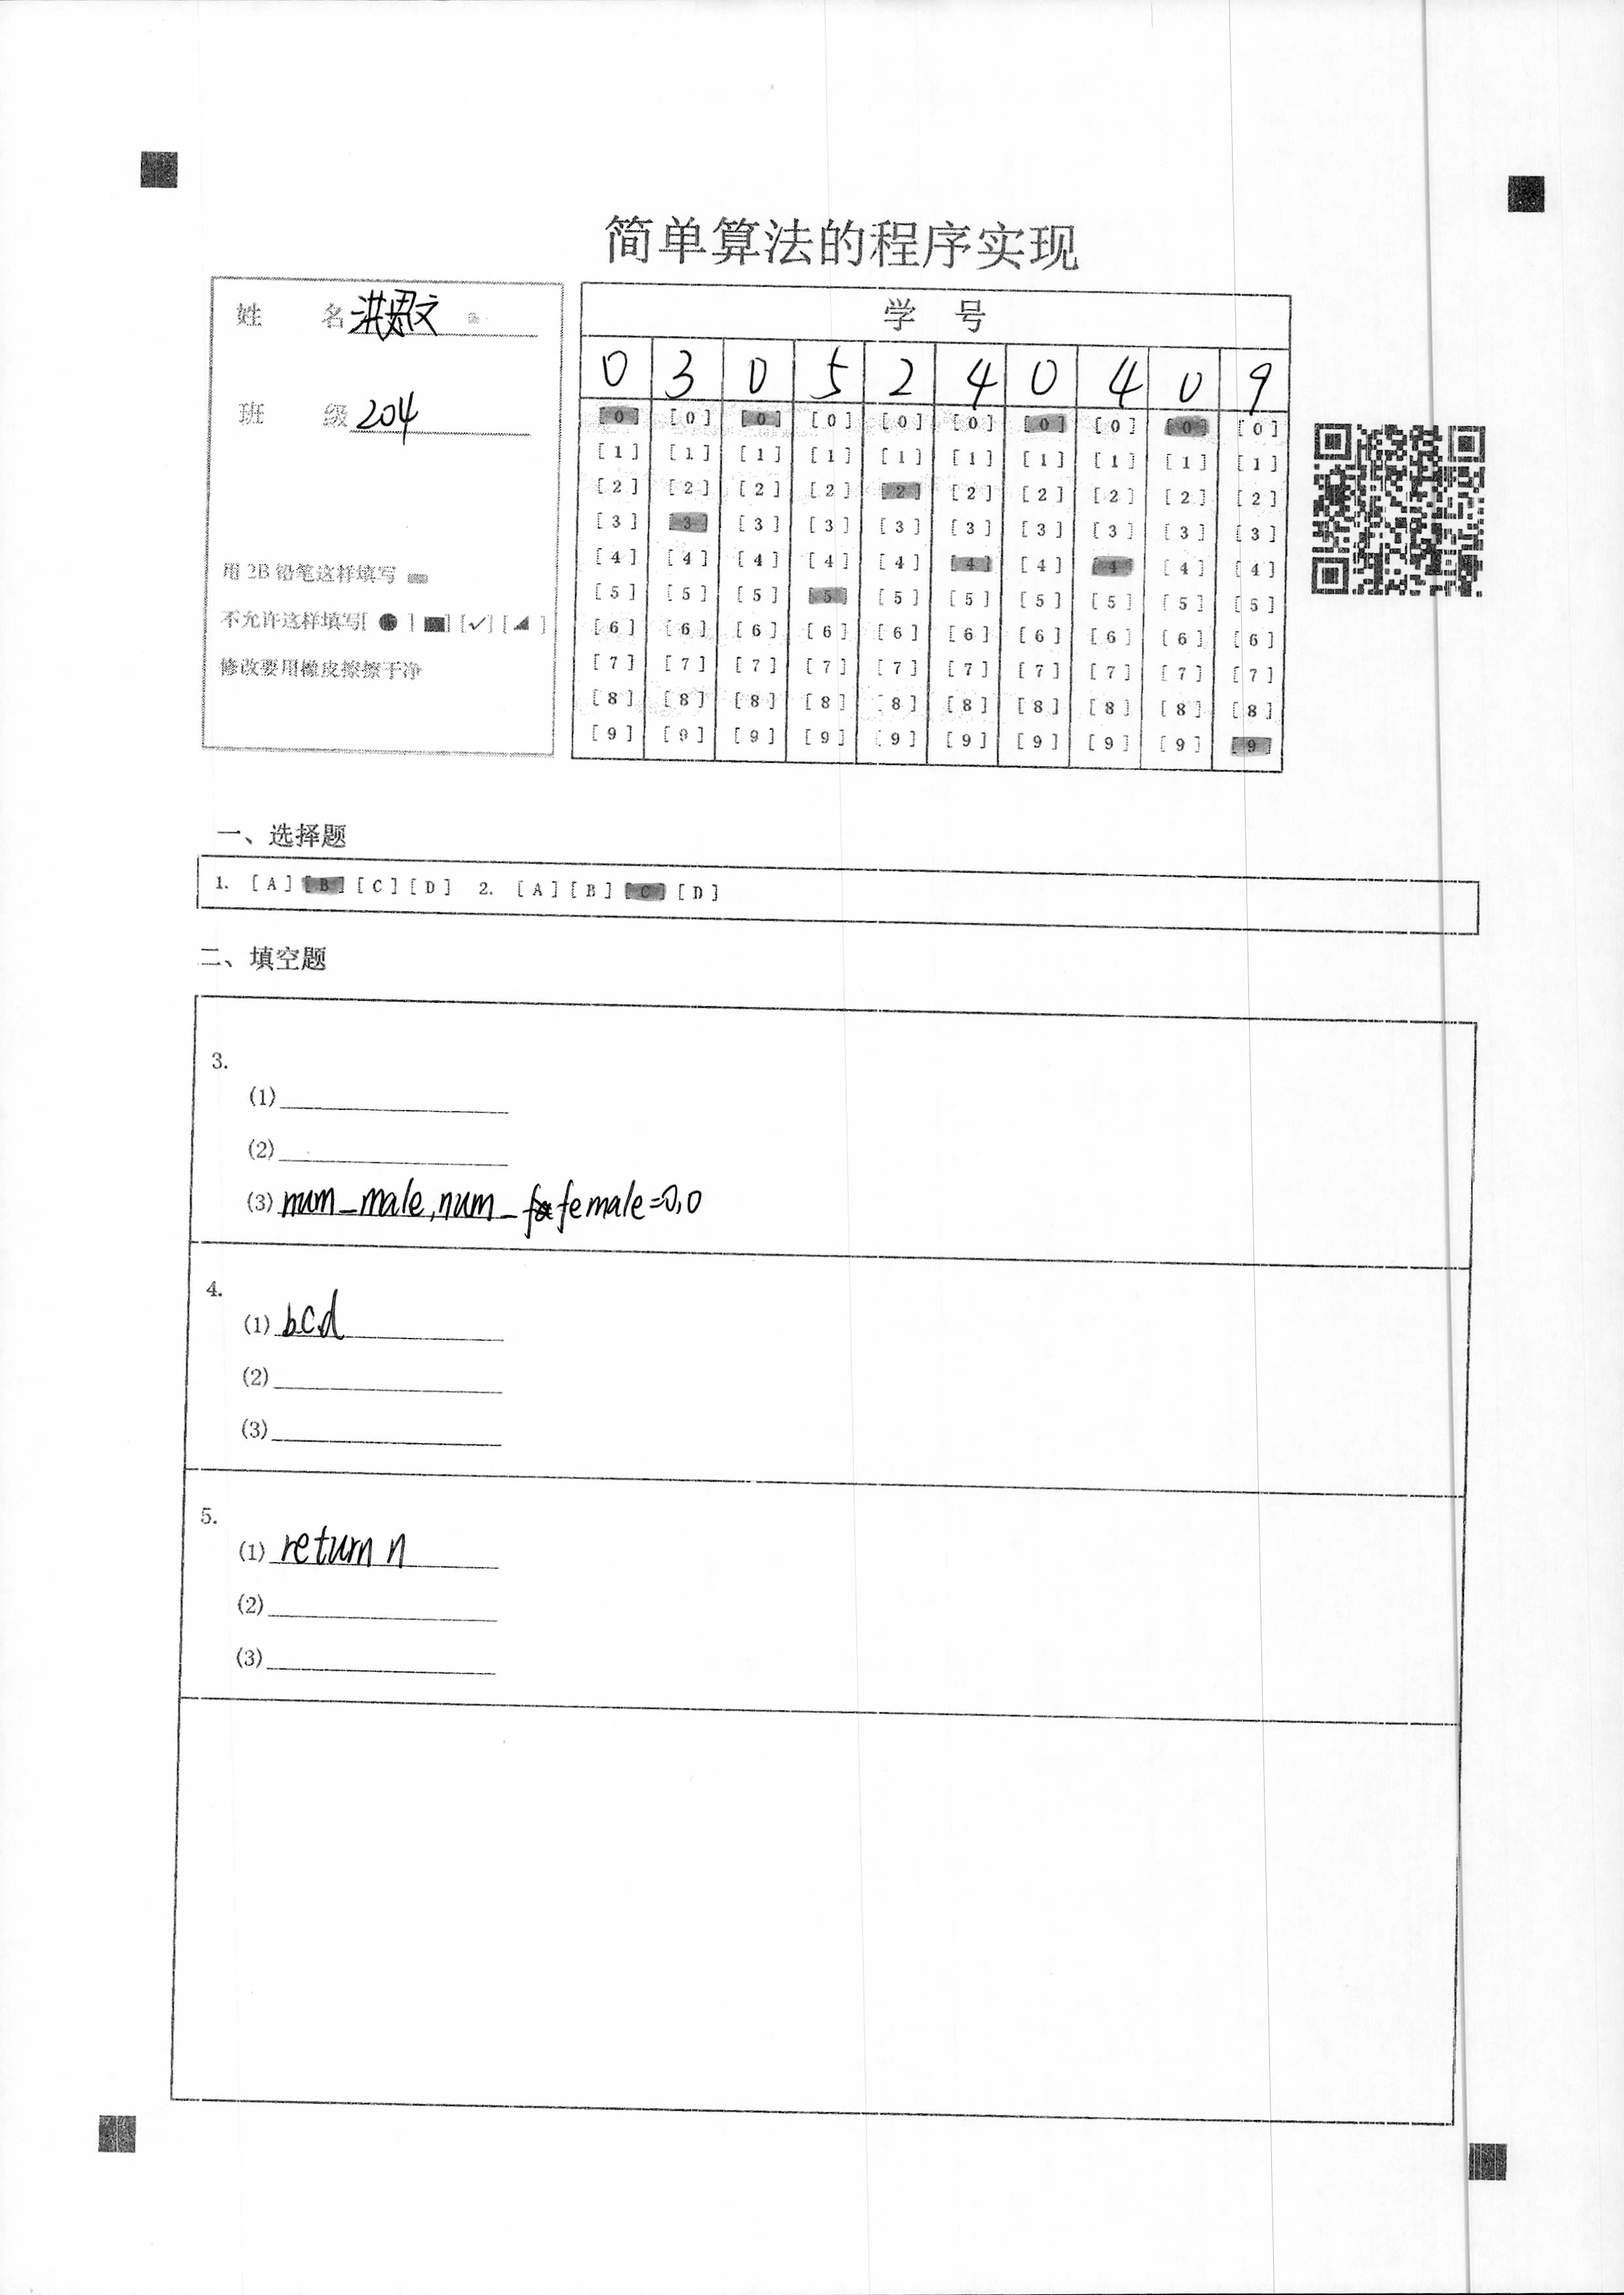 简单算法的程序实现
姓 名 洪珺文
班 级 204
用 2B 铅笔这样填写
不允许这样填写[ ● ] [■] [✓] [◢ ]
修改要用橡皮擦擦干净
学 号
0 3 0 5 2 4 0 4 0 9
[0] [0] [0] [0] [0] [0] [0] [0] [0] [0]
[1] [1] [1] [1] [1] [1] [1] [1] [1] [1]
[2] [2] [2] [2] [2] [2] [2] [2] [2] [2]
[3] [3] [3] [3] [3] [3] [3] [3] [3] [3]
[4] [4] [4] [4] [4] [4] [4] [4] [4] [4]
[5] [5] [5] [5] [5] [5] [5] [5] [5] [5]
[6] [6] [6] [6] [6] [6] [6] [6] [6] [6]
[7] [7] [7] [7] [7] [7] [7] [7] [7] [7]
[8] [8] [8] [8] [8] [8] [8] [8] [8] [8]
[9] [9] [9] [9] [9] [9] [9] [9] [9] [9]
一、选择题
1. [A] [B] [C] [D] 2. [A] [B] [C] [D]
二、填空题
3.
(1)
(2)
(3) num_male,num_female=0,0
4.
(1) bcd
(2)
(3)
5.
(1) return n
(2)
(3)